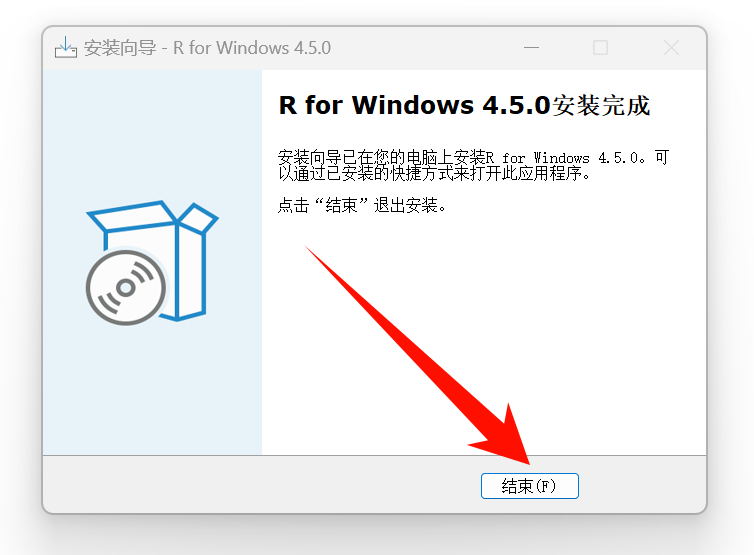 安装向导 - R for Windows 4.5.0
R for Windows 4.5.0安装完成
安装向导已在您的电脑上安装R for Windows 4.5.0。可
以通过已安装的快捷方式来打开此应用程序。
点击“结束”退出安装。
结束(F)